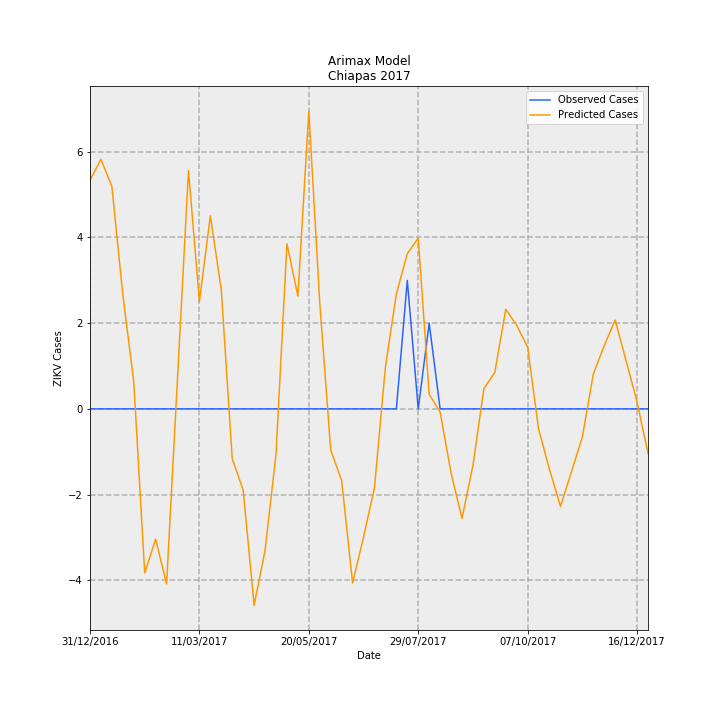 Arimax Model
Chiapas 2017
Observed Cases
Predicted Cases
6
4
2
0
−2
−4
ZIKV Cases
31/12/2016
11/03/2017
20/05/2017
29/07/2017
07/10/2017
16/12/2017
Date